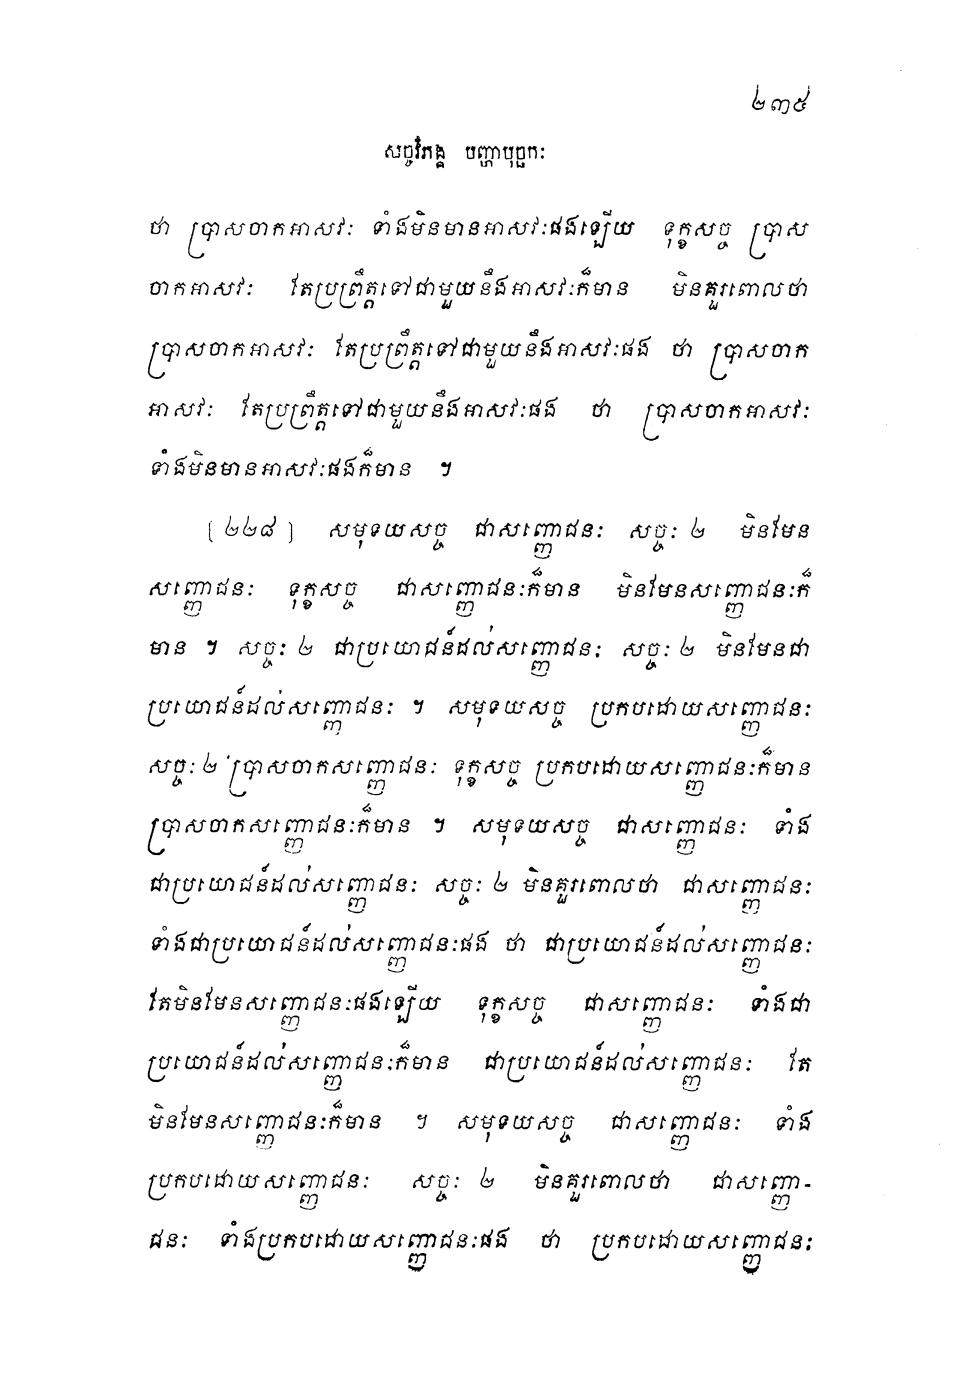 ២៣៥
សច្ចវិភង្គ បញ្ហាបុច្ឆកៈ
ថា ប្រាសចាកអាសវៈ ទាំងមិនមានអាសវៈផងឡើយ ទុក្ខសច្ច ប្រាស
ចាកអាសវៈ តែប្រព្រឹត្តទៅជាមួយនឹងអាសវៈក៏មាន មិនគួរពោលថា
ប្រាសចាកអាសវៈ តែប្រព្រឹត្តទៅជាមួយនឹងអាសវៈផង ថា ប្រាសចាក
អាសវៈ តែប្រព្រឹត្តទៅជាមួយនឹងអាសវៈផង ថា ប្រាសចាកអាសវៈ
ទាំងមិនមានអាសវៈផងក៏មាន ។
[២២៨] សមុទយសច្ច ជាសញ្ញោជនៈ សច្ចៈ ២ មិនមែន
សញ្ញោជនៈ ទុក្ខសច្ច ជាសញ្ញោជនៈក៏មាន មិនមែនសញ្ញោជនៈក៏
មាន ។ សច្ចៈ ២ ជាប្រយោជន៍ដល់សញ្ញោជនៈ សច្ចៈ ២ មិនមែនជា
ប្រយោជន៍ដល់សញ្ញោជនៈ ។ សមុទយសច្ច ប្រកបដោយសញ្ញោជនៈ
សច្ចៈ ២ ប្រាសចាកសញ្ញោជនៈ ទុក្ខសច្ច ប្រកបដោយសញ្ញោជនៈក៏មាន
ប្រាសចាកសញ្ញោជនៈក៏មាន ។ សមុទយសច្ច ជាសញ្ញោជនៈ ទាំង
ជាប្រយោជន៍ដល់សញ្ញោជនៈ សច្ចៈ ២ មិនគួរពោលថា ជាសញ្ញោជនៈ
ទាំងជាប្រយោជន៍ដល់សញ្ញោជនៈផង ថា ជាប្រយោជន៍ដល់សញ្ញោជនៈ
តែមិនមែនសញ្ញោជនៈផងឡើយ ទុក្ខសច្ច ជាសញ្ញោជនៈ ទាំងជា
ប្រយោជន៍ដល់សញ្ញោជនៈក៏មាន ជាប្រយោជន៍ដល់សញ្ញោជនៈ តែ
មិនមែនសញ្ញោជនៈក៏មាន ។ សមុទយសច្ច ជាសញ្ញោជនៈ ទាំង
ប្រកបដោយសញ្ញោជនៈ សច្ចៈ ២ មិនគួរពោលថា ជាសញ្ញោ-
ជនៈ ទាំងប្រកបដោយសញ្ញោជនៈផង ថា ប្រកបដោយសញ្ញោជនៈ